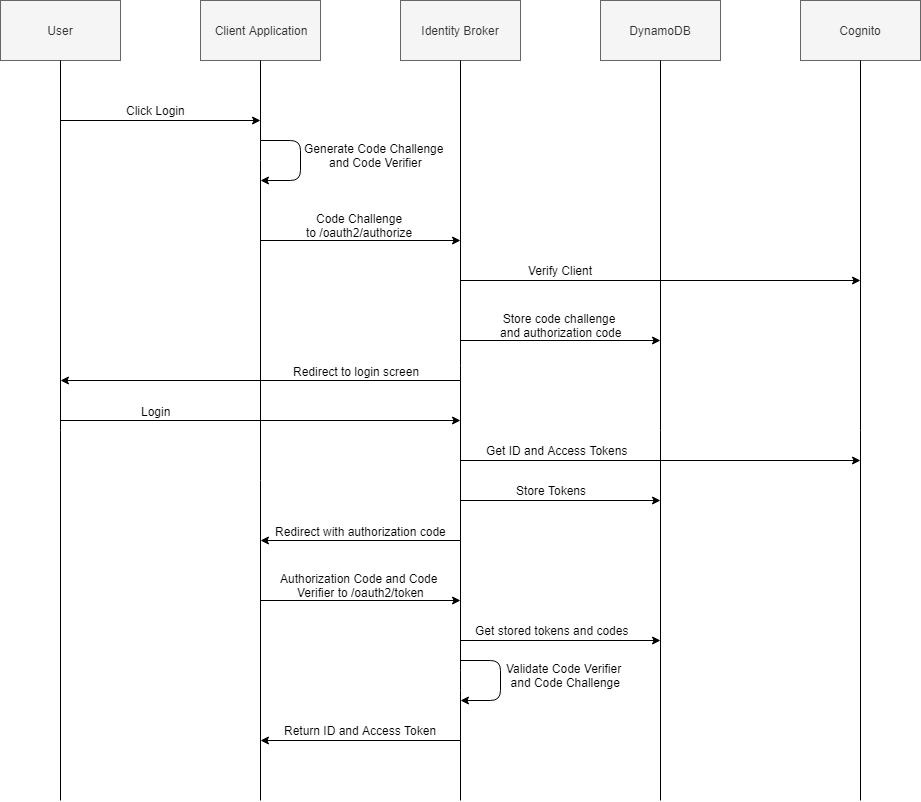 User
Client Application
Identity Broker
DynamoDB
Cognito
Click Login
Generate Code Challenge
and Code Verifier
Code Challenge
to /oauth2/authorize
Verify Client
Store code challenge
and authorization code
Redirect to login screen
Login
Get ID and Access Tokens
Store Tokens
Redirect with authorization code
Authorization Code and Code
Verifier to /oauth2/token
Get stored tokens and codes
Validate Code Verifier
and Code Challenge
Return ID and Access Token